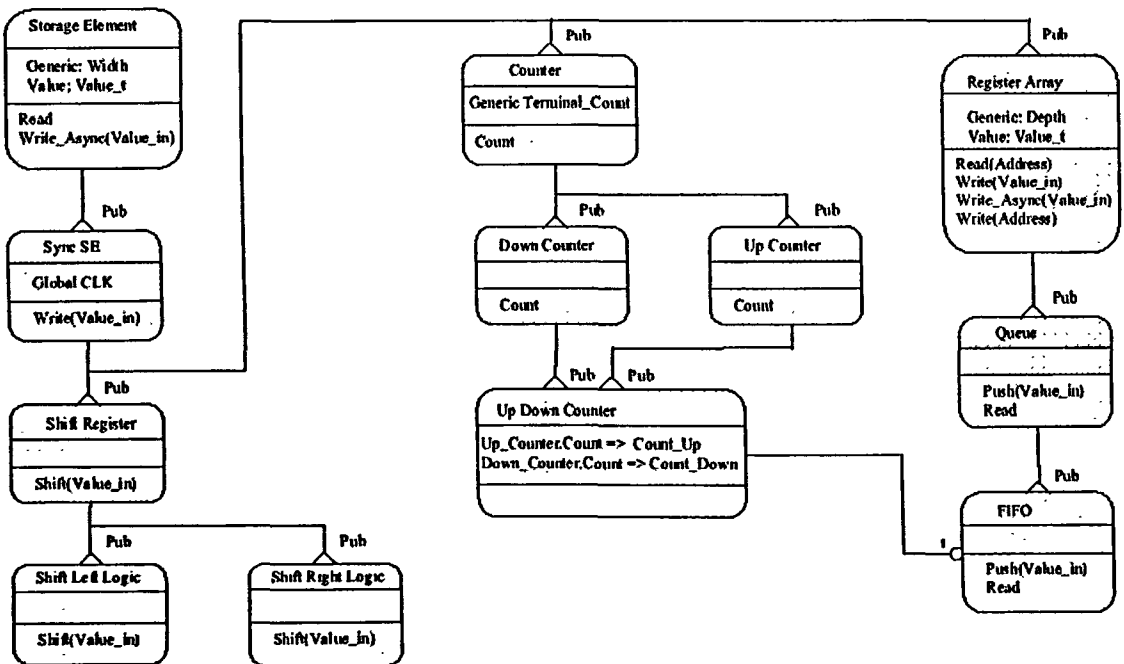 Storage Element
Generic: Width
Value; Value_t
Read
Write_Async(Value_in)
Pub
Sync SE
Global CLK
Write(Value_in)
Pub
Shift Register
Shift(Value_in)
Pub
Shift Left Logic
Shift(Value_in)
Pub
Shift Right Logic
Shift(Value_in)
Pub
Counter
Generic Terminal_Count
Count
Pub
Down Counter
Count
Pub
Up Counter
Count
Pub
Pub
Up Down Counter
Up_Counter.Count => Count_Up
Down_Counter.Count => Count_Down
Pub
Register Array
Generic: Depth
Value: Value_t
Read(Address)
Write(Value_in)
Write_Async(Value_in)
Write(Address)
Pub
Queue
Push(Value_in)
Read
Pub
FIFO
1
Push(Value_in)
Read